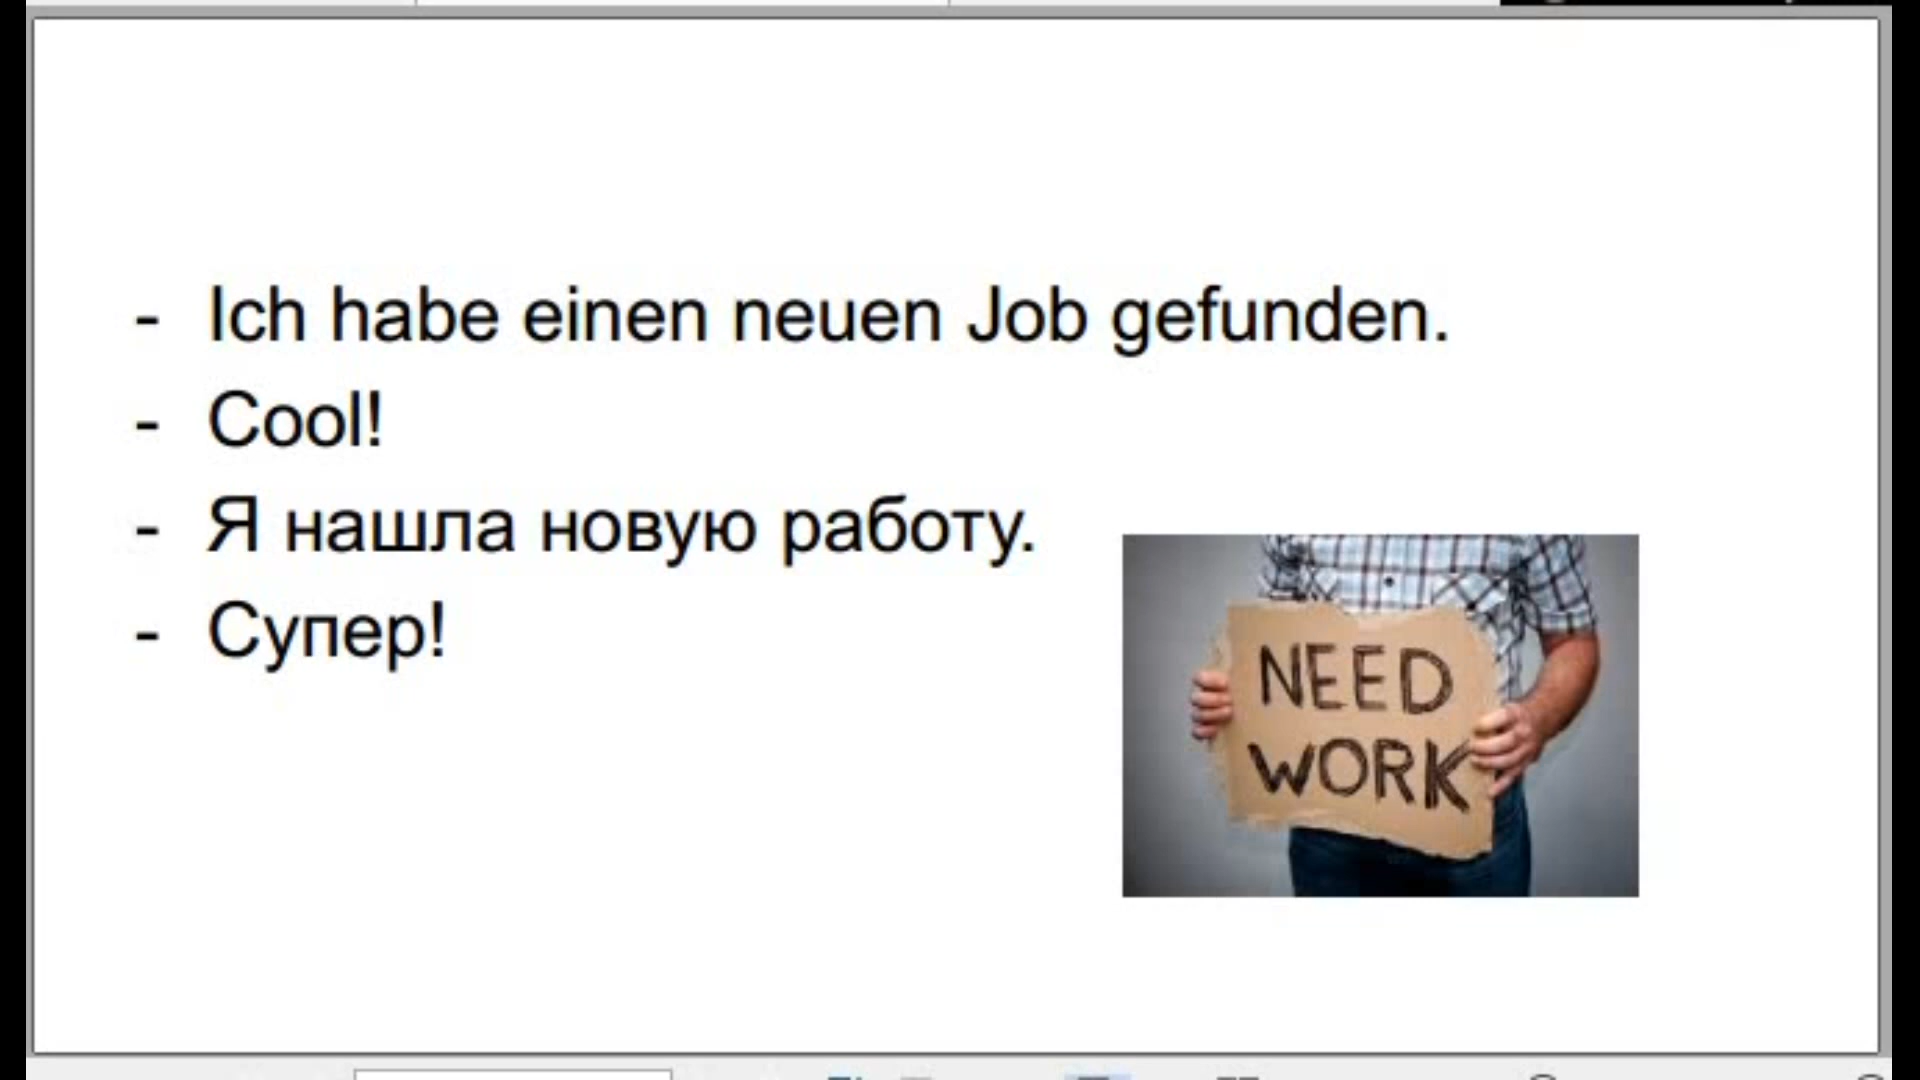 - Ich habe einen neuen Job gefunden.
- Cool!
- Я нашла новую работу.
- Супер!
NEED
WORK